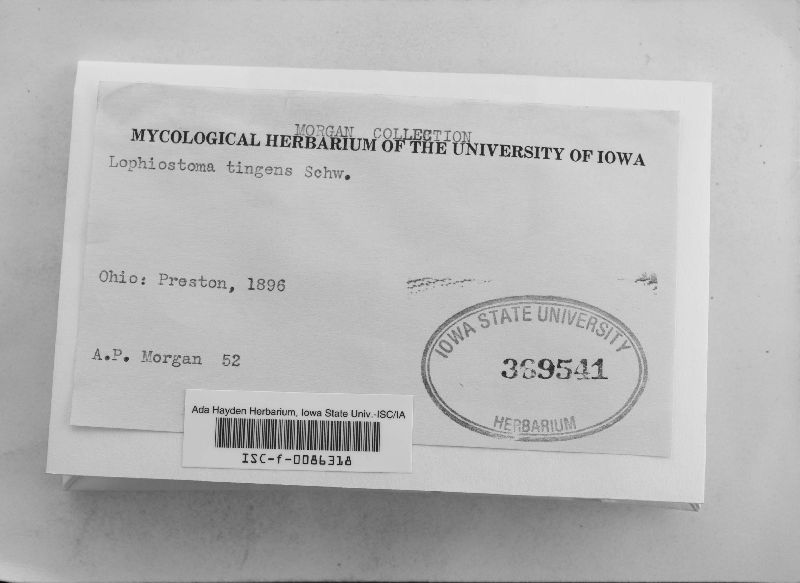 MORGAN COLLECTION
MYCOLOGICAL HERBARIUM OF THE UNIVERSITY OF IOWA
Lophiostoma tingens Schw.
Ohio: Preston, 1896
A.P. Morgan 52
IOWA STATE UNIVERSITY
389541
HERBARIUM
Ada Hayden Herbarium, Iowa State Univ.-ISC/IA
ISC-f-0086318